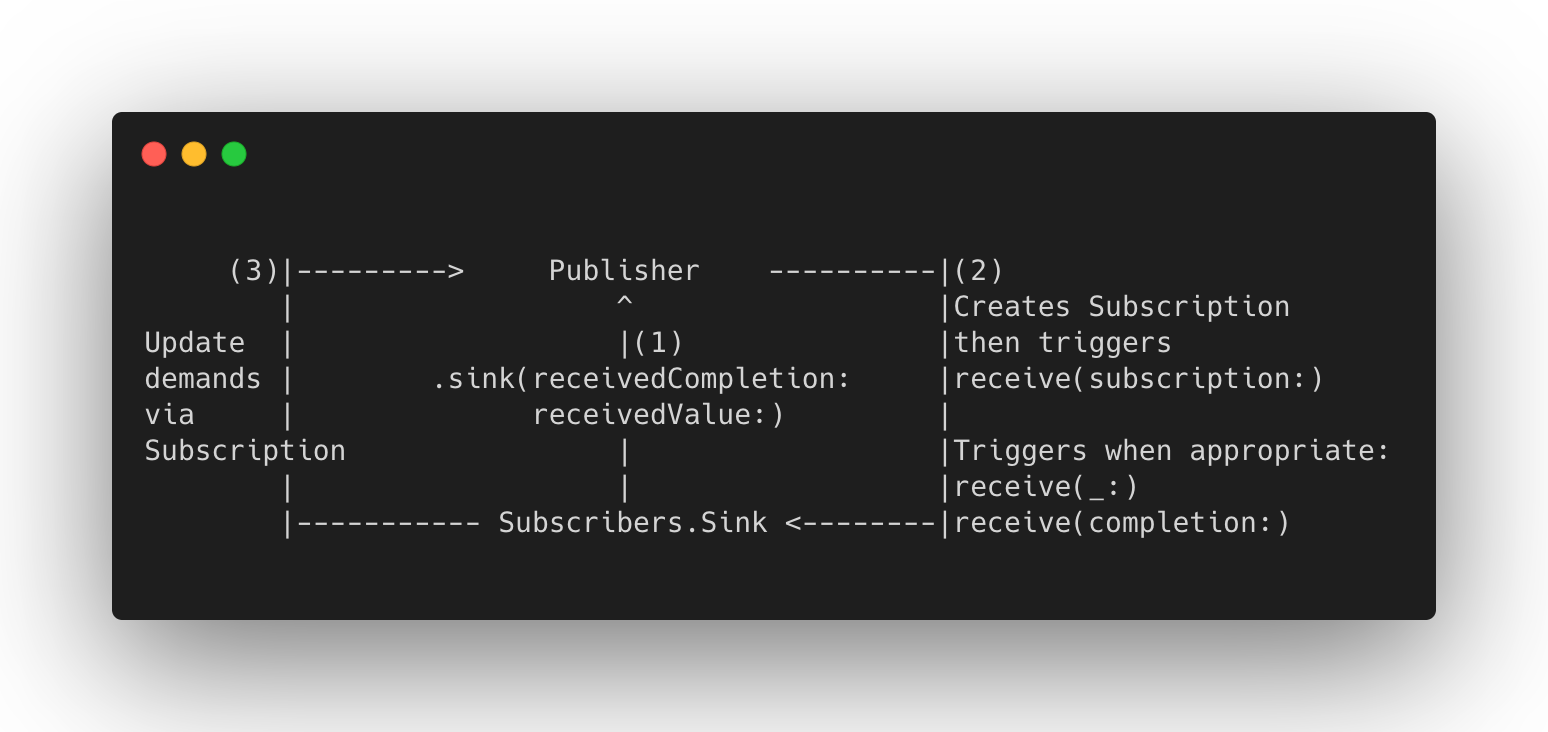 (3)|--------->     Publisher    ----------|(2)
        |                   ^                  |Creates Subscription
Update  |                   |(1)               |then triggers
demands |        .sink(receivedCompletion:     |receive(subscription:)
via     |              receivedValue:)         |
Subscription                |                  |Triggers when appropriate:
        |                   |                  |receive(_:)
        |----------- Subscribers.Sink <--------|receive(completion:)